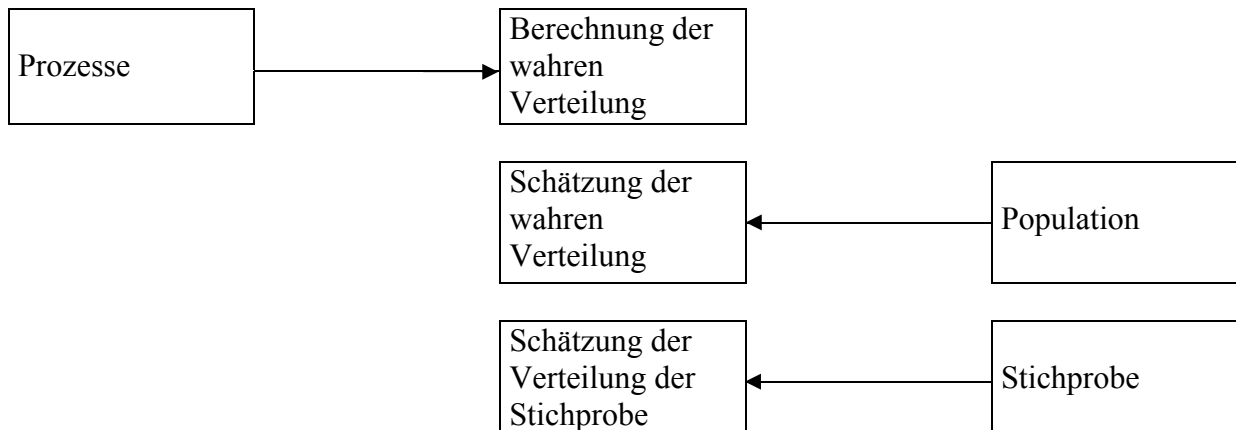 Prozesse
Berechnung der
wahren
Verteilung
Schätzung der
wahren
Verteilung
Population
Schätzung der
Verteilung der
Stichprobe
Stichprobe